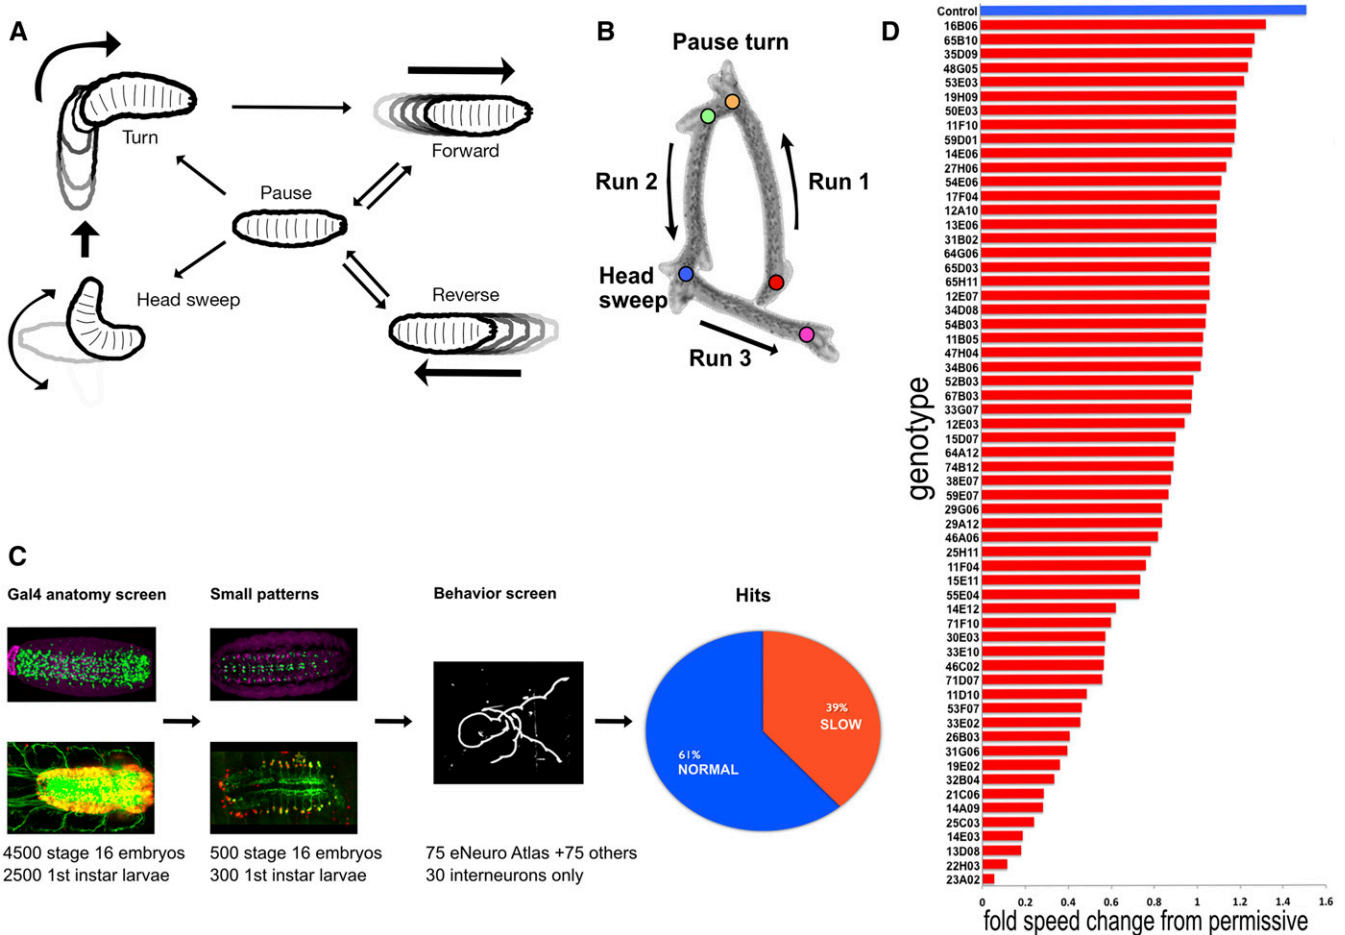 A
Turn
Forward
Pause
Head sweep
Reverse
B
Pause turn
Run 2
Run 1
Head
sweep
Run 3
C
Gal4 anatomy screen
Small patterns
Behavior screen
Hits
39%
SLOW
61%
NORMAL
4500 stage 16 embryos
2500 1st instar larvae
500 stage 16 embryos
300 1st instar larvae
75 eNeuro Atlas +75 others
30 interneurons only
D
genotype
Control
16B06
65B10
35D09
48G05
53E03
19H09
50E03
11F10
59D01
14E06
27H06
54E06
17F04
12A10
13E06
31B02
64G06
65D03
65H11
12E07
34D08
54B03
11B05
47H04
34B06
52B03
67B03
33G07
12E03
15D07
64A12
74B12
38E07
59E07
29G06
29A12
46A06
25H11
11F04
15E11
55E04
14E12
71F10
30E03
33E10
46C02
71D07
11D10
53F07
33E02
26B03
31G06
19E02
32B04
21C06
14A09
25C03
14E03
13D08
22H03
23A02
0 0.2 0.4 0.6 0.8 1 1.2 1.4 1.6
fold speed change from permissive